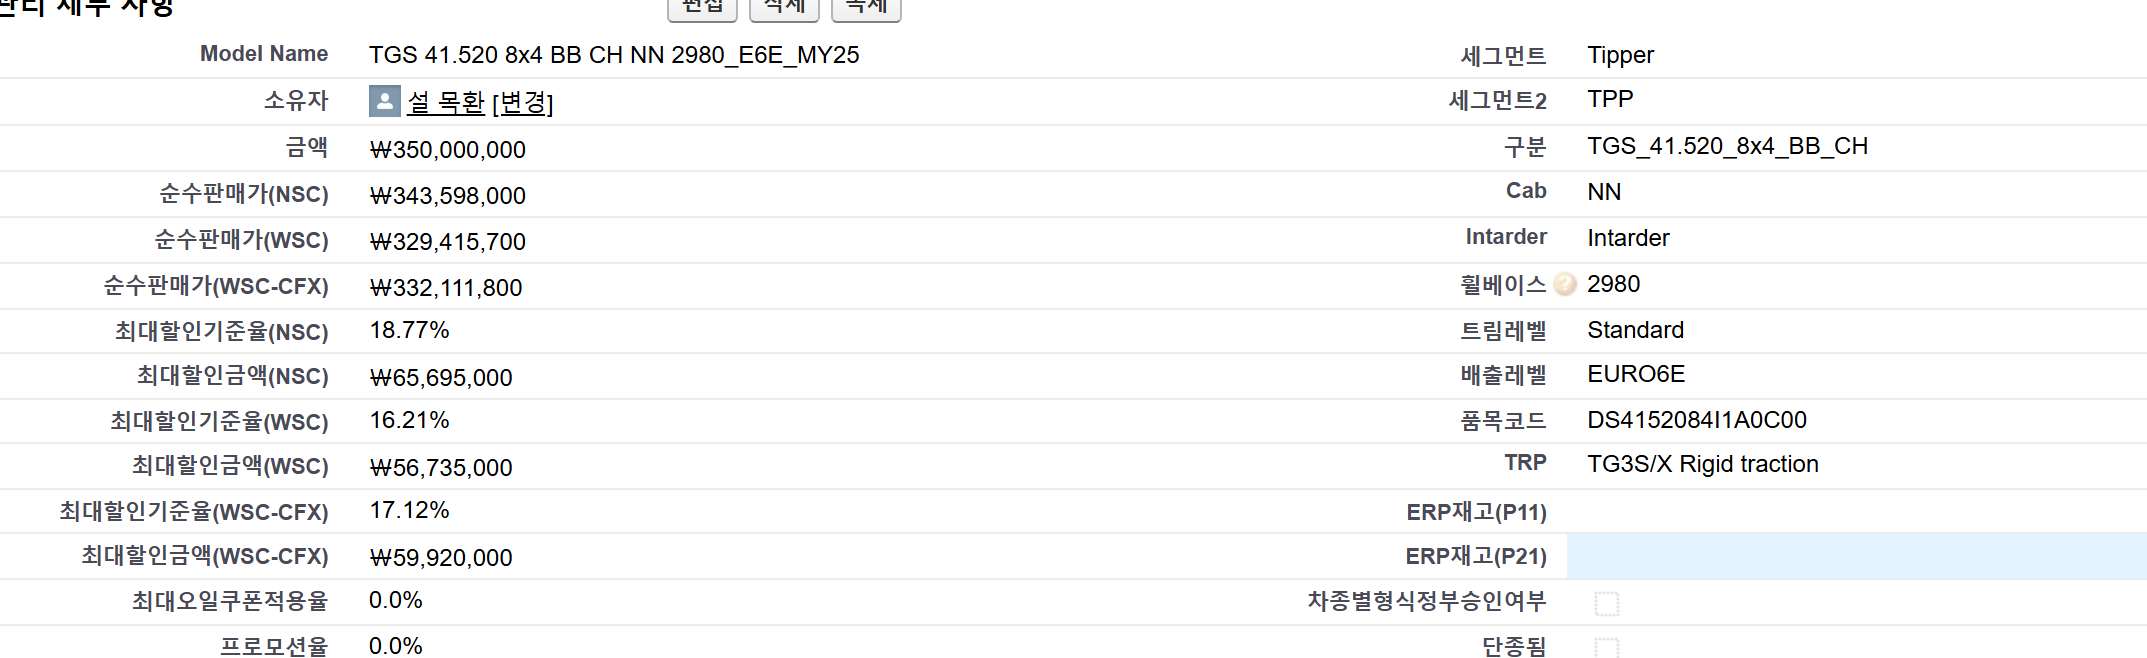 관리 세부 사항
편집 삭제 복제
Model Name TGS 41.520 8x4 BB CH NN 2980_E6E_MY25 세그먼트 Tipper
소유자 설 목환 [변경] 세그먼트2 TPP
금액 ₩350,000,000 구분 TGS_41.520_8x4_BB_CH
순수판매가(NSC) ₩343,598,000 Cab NN
순수판매가(WSC) ₩329,415,700 Intarder Intarder
순수판매가(WSC-CFX) ₩332,111,800 휠베이스 ? 2980
최대할인기준율(NSC) 18.77% 트림레벨 Standard
최대할인금액(NSC) ₩65,695,000 배출레벨 EURO6E
최대할인기준율(WSC) 16.21% 품목코드 DS4152084I1A0C00
최대할인금액(WSC) ₩56,735,000 TRP TG3S/X Rigid traction
최대할인기준율(WSC-CFX) 17.12% ERP재고(P11)
최대할인금액(WSC-CFX) ₩59,920,000 ERP재고(P21)
최대오일쿠폰적용율 0.0% 차종별형식정부승인여부
프로모션율 0.0% 단종됨